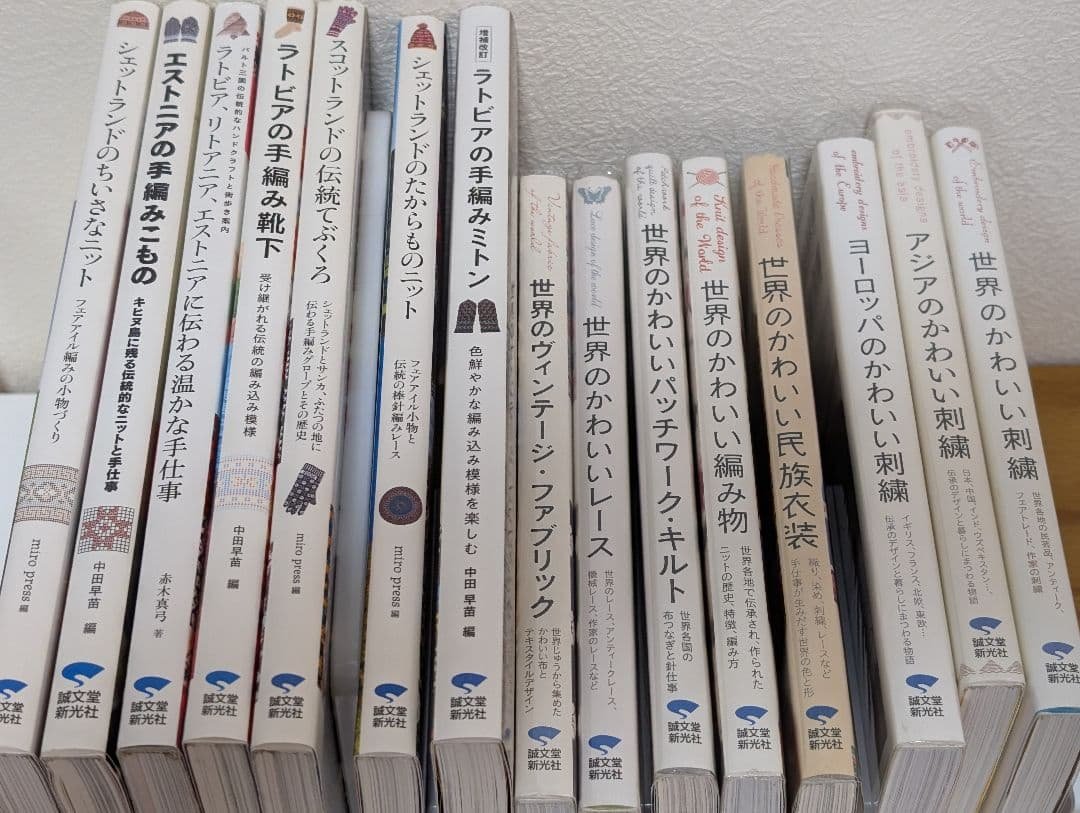 シェットランドのちいさなニット
フェアアイル編みの小物づくり
miro press 編
誠文堂
新光社
エストニアの手編みこもの
キヒヌ島に残る伝統的なニットと手仕事
中田早苗 編
誠文堂
新光社
バルト三国の伝統的なハンドクラフトと街歩き案内
ラトビア、リトアニア、エストニアに伝わる温かな手仕事
赤木真弓 著
誠文堂
新光社
ラトビアの手編み靴下
受け継がれる伝統の編み込み模様
中田早苗 編
誠文堂
新光社
スコットランドの伝統てぶくろ
シェットランドとサンカ、ふたつの地に
伝わる手編みグローブとその歴史
miro press 編
誠文堂
新光社
シェットランドのたからものニット
フェアアイル小物と
伝統の棒針編みレース
miro press 編
誠文堂
新光社
増補改訂
ラトビアの手編みミトン
色鮮やかな編み込み模様を楽しむ
中田早苗 編
誠文堂
新光社
Vintage fabric
of the world
世界のヴィンテージ・ファブリック
世界じゅうから集めた
かわいい布と
テキスタイルデザイン
誠文堂
新光社
Lace design of the world
世界のかわいいレース
世界のレース、アンティークレース、
機械レース、作家のレースなど
誠文堂
新光社
Patchwork
quilt design
of the world
世界のかわいいパッチワーク・キルト
世界各国の
布つなぎと針仕事
誠文堂
新光社
Knit design
of the World
世界のかわいい編み物
世界各地で伝承され、作られた
ニットの歴史、特徴、編み方
誠文堂
新光社
of the World
世界のかわいい民族衣装
織り、染め、刺繍、レースなど
手仕事が生みだす世界の色と形
誠文堂
新光社
embroidery designs
of the Europe
ヨーロッパのかわいい刺繍
イギリス、フランス、北欧、東欧…
伝承のデザインと暮らしにまつわる物語
誠文堂
新光社
embroidery designs
of the asia
アジアのかわいい刺繍
日本、中国、インド、ウズベキスタン…
伝承のデザインと暮らしにまつわる物語
誠文堂
新光社
Embroidery design
of the world
世界のかわいい刺繍
世界各地の民芸品、アンティーク、
フェアトレード、作家の刺繍
誠文堂
新光社